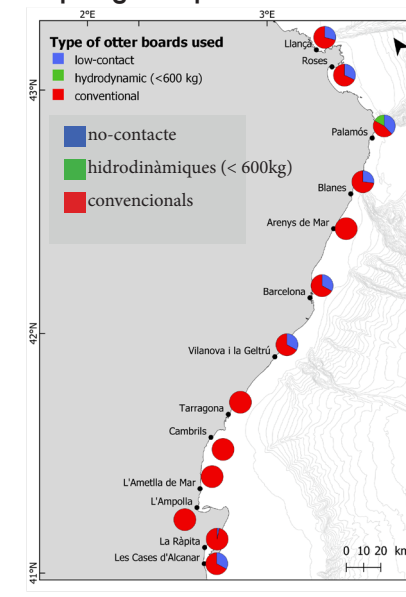 2°E
3°E
Type of otter boards used
low-contact
hydrodynamic (<600 kg)
conventional
no-contacte
hidrodinàmiques (< 600kg)
convencionals
43°N
Llançà
Roses
Palamós
Blanes
Arenys de Mar
Barcelona
42°N
Vilanova i la Geltrú
Tarragona
Cambrils
L'Ametlla de Mar
L'Ampolla
La Ràpita
Les Cases d'Alcanar
0 10 20 km
41°N